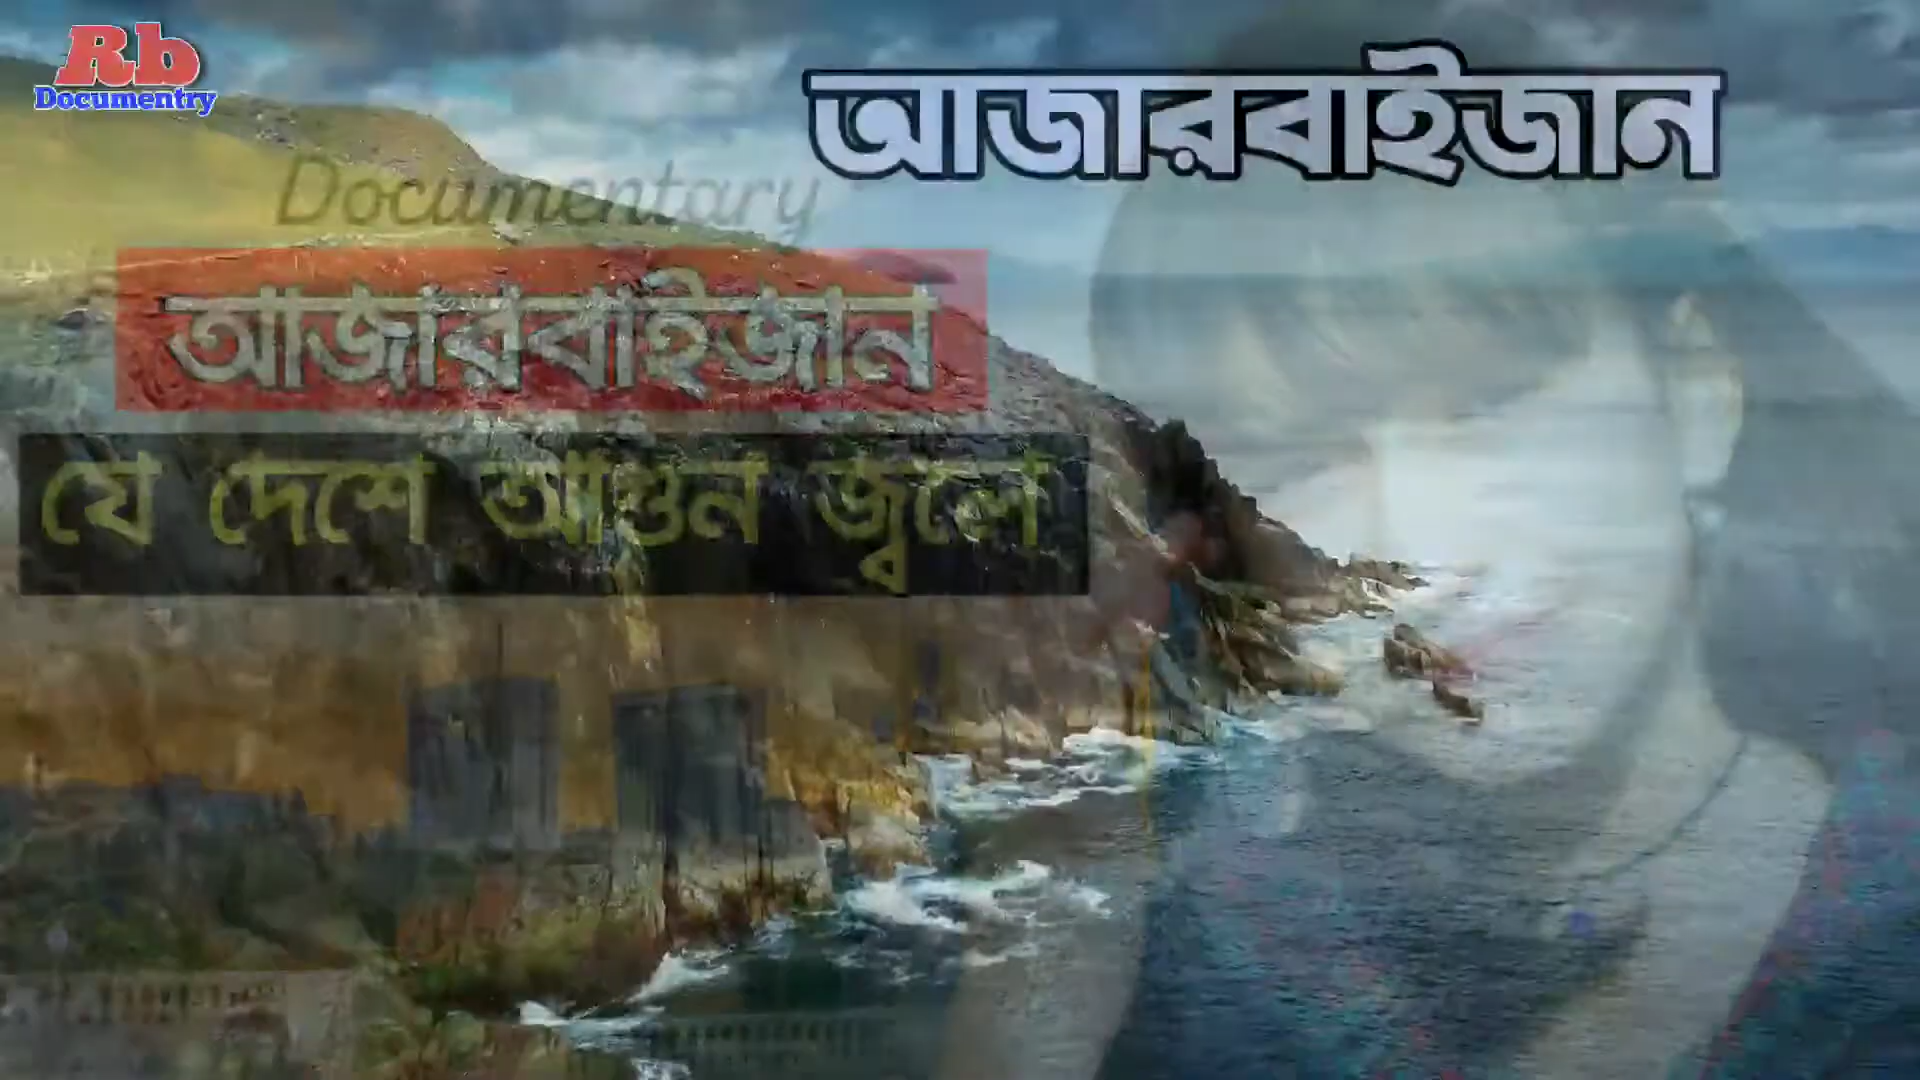 Rb
Documentry
আজারবাইজান
Documentary
আজারবাইজান
যে দেশে আগুন জ্বলে